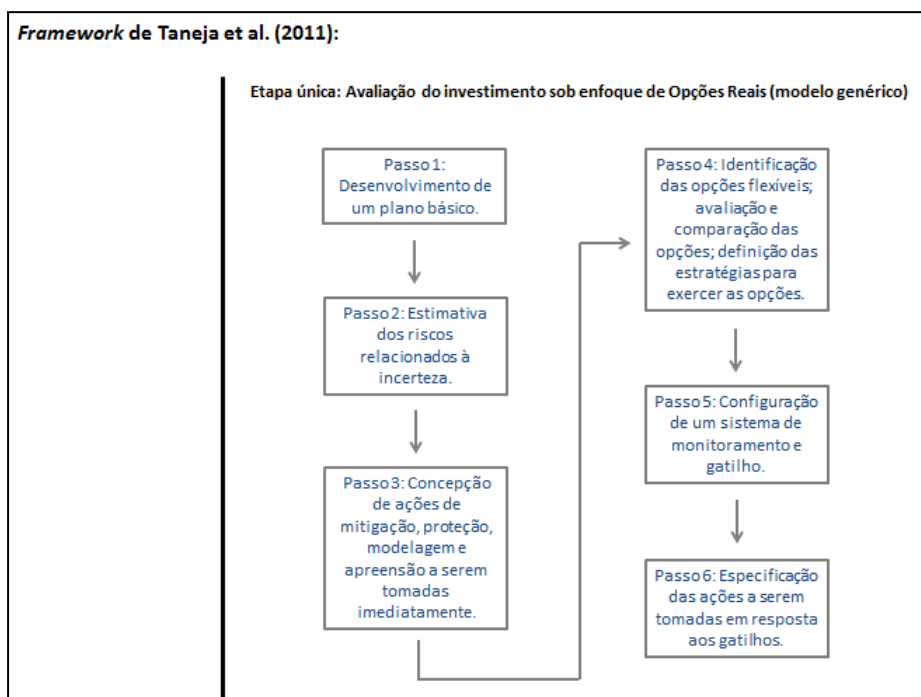 Framework de Taneja et al. (2011):
Etapa única: Avaliação do investimento sob enfoque de Opções Reais (modelo genérico)
Passo 1:
Desenvolvimento de
um plano básico.
Passo 2: Estimativa
dos riscos
relacionados à
incerteza.
Passo 3: Concepção
de ações de
mitigação, proteção,
modelagem e
apreensão a serem
tomadas
imediatamente.
Passo 4: Identificação
das opções flexíveis;
avaliação e
comparação das
opções; definição das
estratégias para
exercer as opções.
Passo 5: Configuração
de um sistema de
monitoramento e
gatilho.
Passo 6: Especificação
das ações a serem
tomadas em resposta
aos gatilhos.